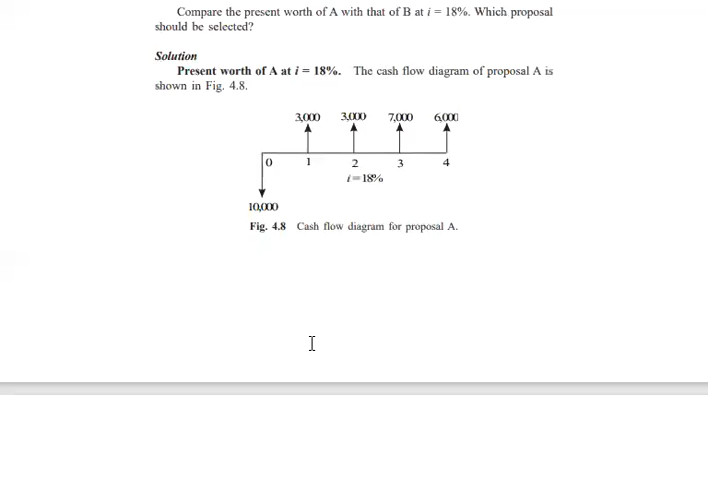 Compare the present worth of A with that of B at i = 18%. Which proposal
should be selected?
Solution
Present worth of A at i = 18%. The cash flow diagram of proposal A is
shown in Fig. 4.8.
3,000 3,000 7,000 6,000
0 1 2 3 4
i = 18%
10,000
Fig. 4.8 Cash flow diagram for proposal A.